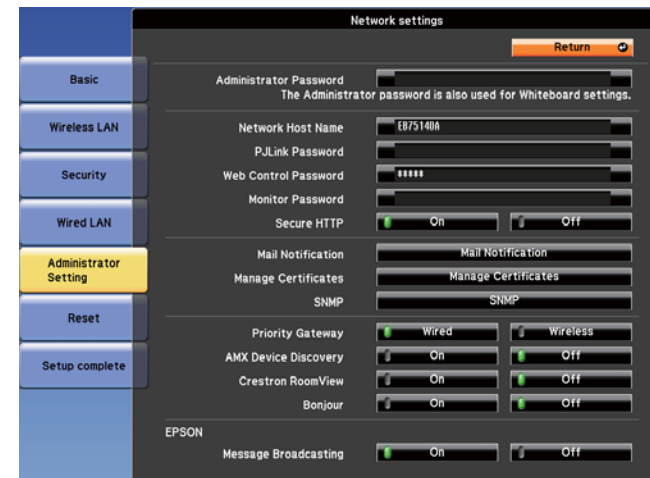 Network settings
Return
Basic
Wireless LAN
Security
Wired LAN
Administrator
Setting
Reset
Setup complete
Administrator Password
The Administrator password is also used for Whiteboard settings.
Network Host Name EB75140A
PJLink Password
Web Control Password *****
Monitor Password
Secure HTTP On Off
Mail Notification Mail Notification
Manage Certificates Manage Certificates
SNMP SNMP
Priority Gateway Wired Wireless
AMX Device Discovery On Off
Crestron RoomView On Off
Bonjour On Off
EPSON
Message Broadcasting On Off